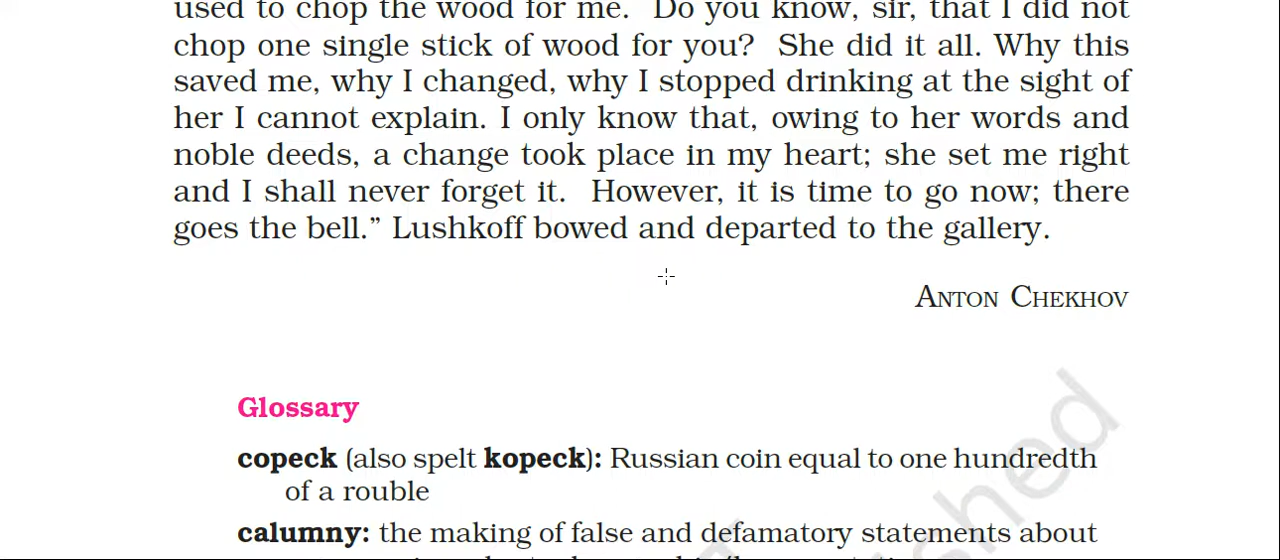 used to chop the wood for me. Do you know, sir, that I did not
chop one single stick of wood for you? She did it all. Why this
saved me, why I changed, why I stopped drinking at the sight of
her I cannot explain. I only know that, owing to her words and
noble deeds, a change took place in my heart; she set me right
and I shall never forget it. However, it is time to go now; there
goes the bell.” Lushkoff bowed and departed to the gallery.
ANTON CHEKHOV
Glossary
copeck (also spelt kopeck): Russian coin equal to one hundredth
of a rouble
calumny: the making of false and defamatory statements about